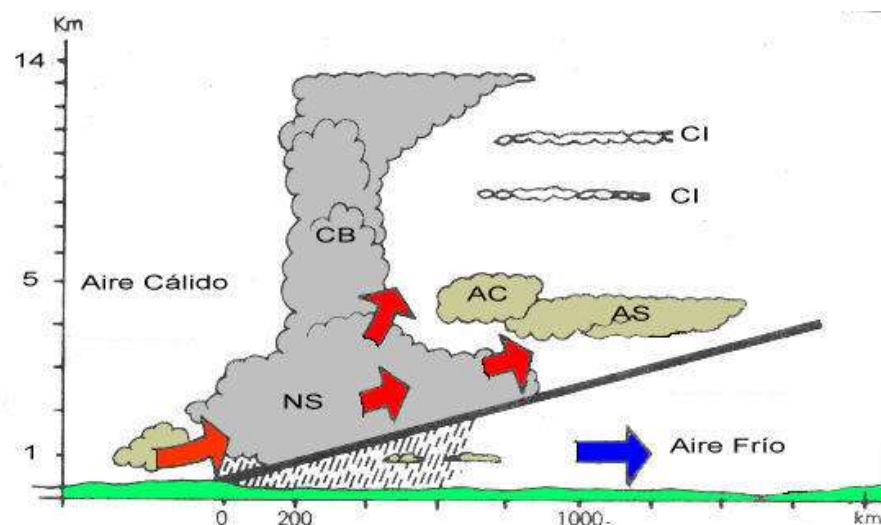 Km
14
CI
CI
CB
5
Aire Cálido
AC
AS
NS
1
Aire Frío
0 200 1000. km